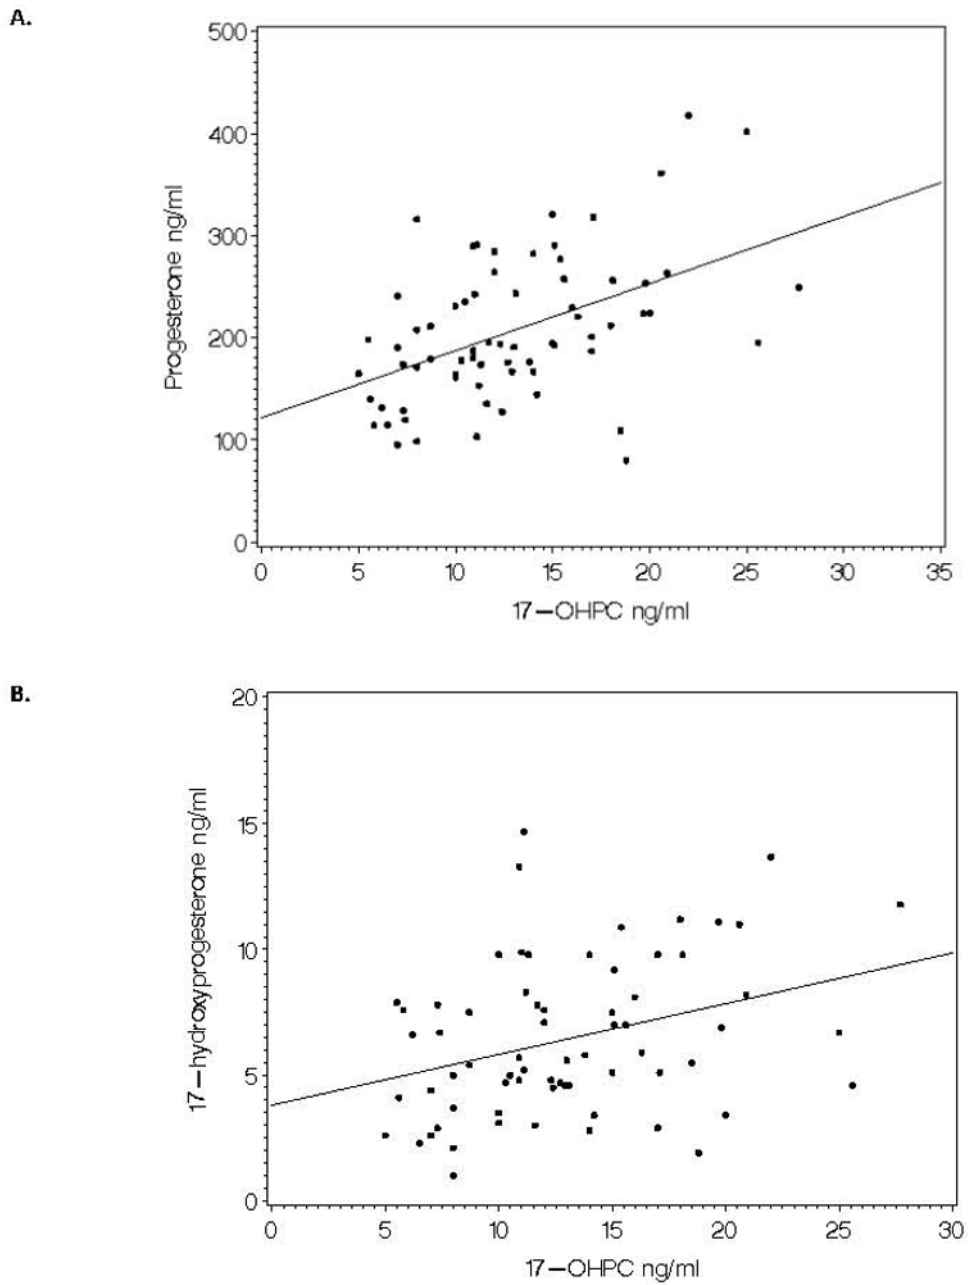 A.
500
400
300
200
100
0
Progesterone ng/ml
0 5 10 15 20 25 30 35
17—OHPC ng/ml
B.
20
15
10
5
0
17—hydroxyprogesterone ng/ml
0 5 10 15 20 25 30
17—OHPC ng/ml